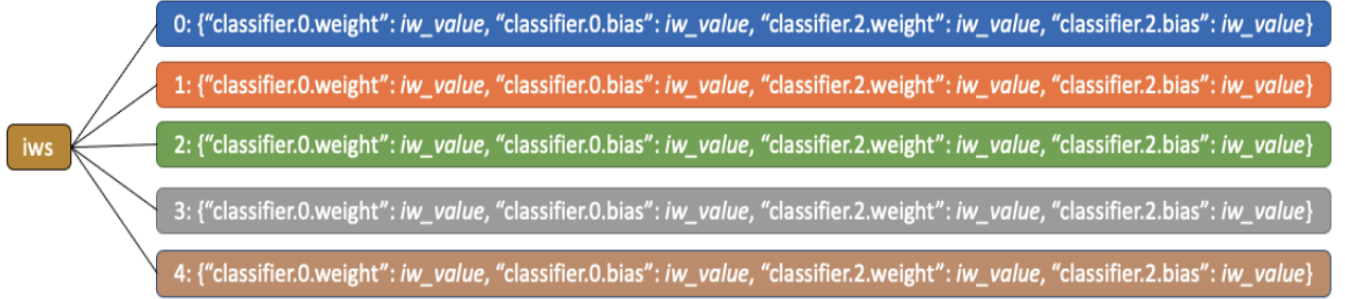 0: {“classifier.0.weight”: iw_value, “classifier.0.bias”: iw_value, “classifier.2.weight”: iw_value, “classifier.2.bias”: iw_value}
1: {“classifier.0.weight”: iw_value, “classifier.0.bias”: iw_value, “classifier.2.weight”: iw_value, “classifier.2.bias”: iw_value}
iws
2: {“classifier.0.weight”: iw_value, “classifier.0.bias”: iw_value, “classifier.2.weight”: iw_value, “classifier.2.bias”: iw_value}
3: {“classifier.0.weight”: iw_value, “classifier.0.bias”: iw_value, “classifier.2.weight”: iw_value, “classifier.2.bias”: iw_value}
4: {“classifier.0.weight”: iw_value, “classifier.0.bias”: iw_value, “classifier.2.weight”: iw_value, “classifier.2.bias”: iw_value}